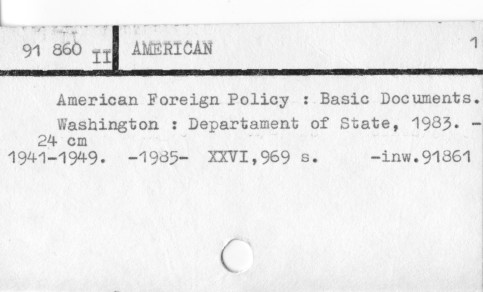 91 860 II AMERICAN 1
American Foreign Policy : Basic Documents.
Washington : Departament of State, 1983. -
24 cm
1941-1949. -1985- XXVI,969 s. -inw.91861